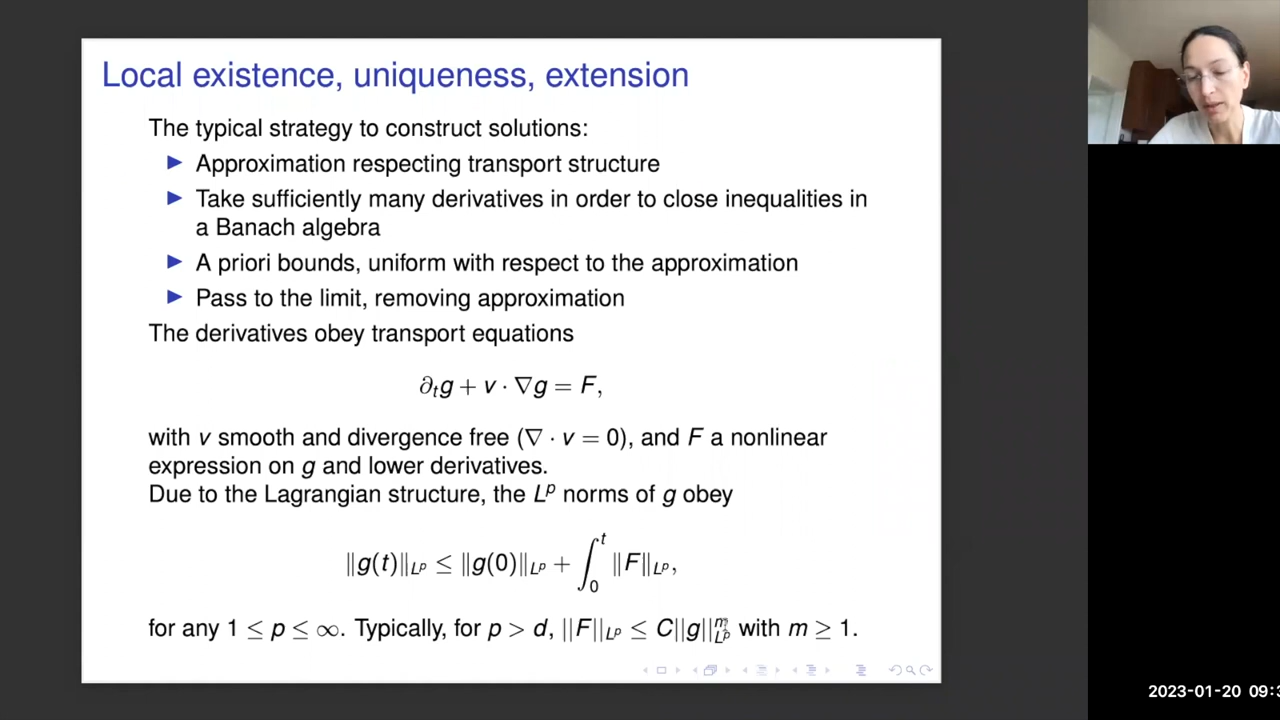 Local existence, uniqueness, extension
The typical strategy to construct solutions:
▶ Approximation respecting transport structure
▶ Take sufficiently many derivatives in order to close inequalities in
a Banach algebra
▶ A priori bounds, uniform with respect to the approximation
▶ Pass to the limit, removing approximation
The derivatives obey transport equations
∂ₜg + v · ∇g = F,
with v smooth and divergence free (∇ · v = 0), and F a nonlinear
expression on g and lower derivatives.
Due to the Lagrangian structure, the Lᵖ norms of g obey
‖g(t)‖_{Lᵖ} ≤ ‖g(0)‖_{Lᵖ} + ∫₀ᵗ ‖F‖_{Lᵖ},
for any 1 ≤ p ≤ ∞. Typically, for p > d, ||F||_{Lᵖ} ≤ C||g||ᵐ_{Lᵖ} with m ≥ 1.
2023-01-20 09:3